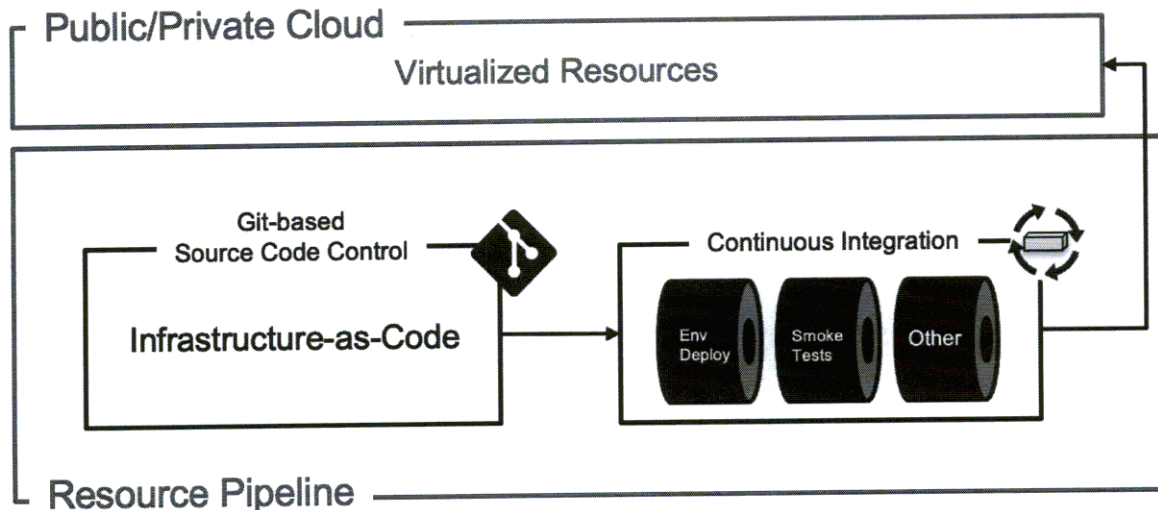 Public/Private Cloud
Virtualized Resources
Git-based
Source Code Control
Continuous Integration
Infrastructure-as-Code
Env
Deploy
Smoke
Tests
Other
Resource Pipeline